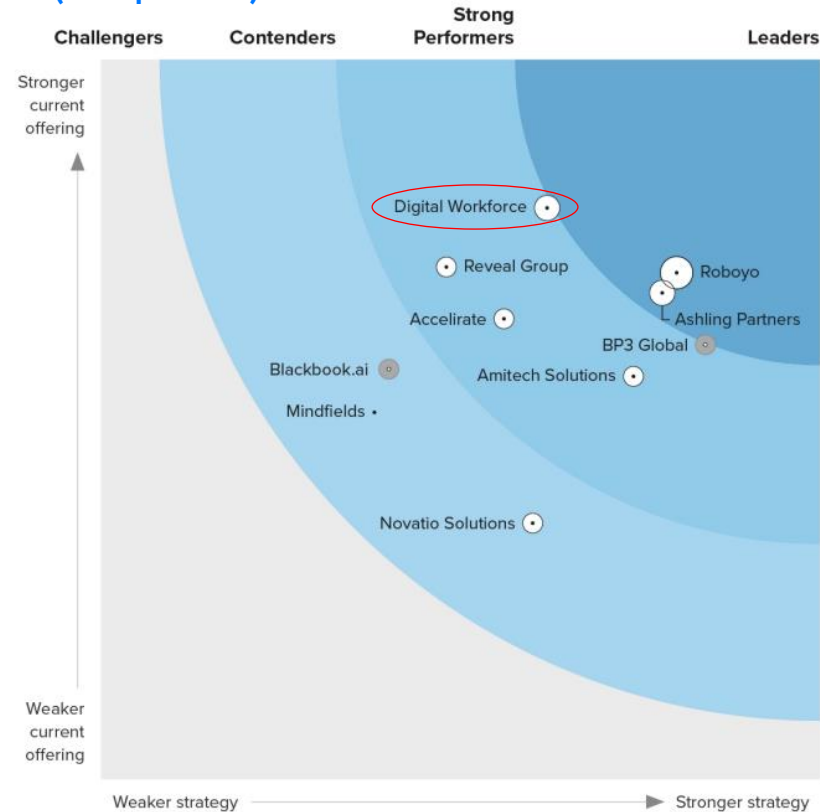 Strong
Challengers Contenders Performers Leaders
Stronger
current
offering
Digital Workforce
Reveal Group
Roboyo
Accelirate
Ashling Partners
BP3 Global
Blackbook.ai
Amitech Solutions
Mindfields
Novatio Solutions
Weaker
current
offering
Weaker strategy
Stronger strategy